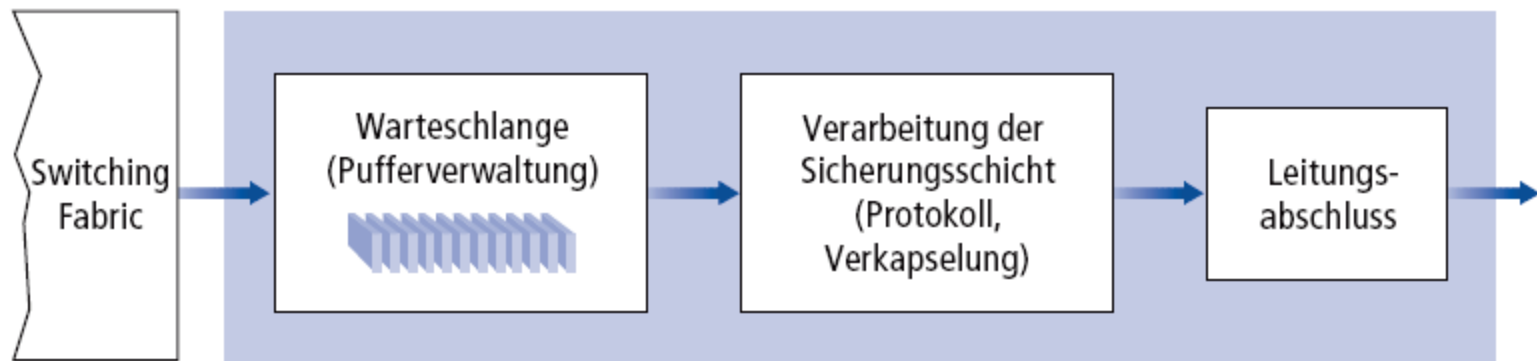 Switching
Fabric
Warteschlange
(Pufferverwaltung)
Verarbeitung der
Sicherungsschicht
(Protokoll,
Verkapselung)
Leitungs-
abschluss